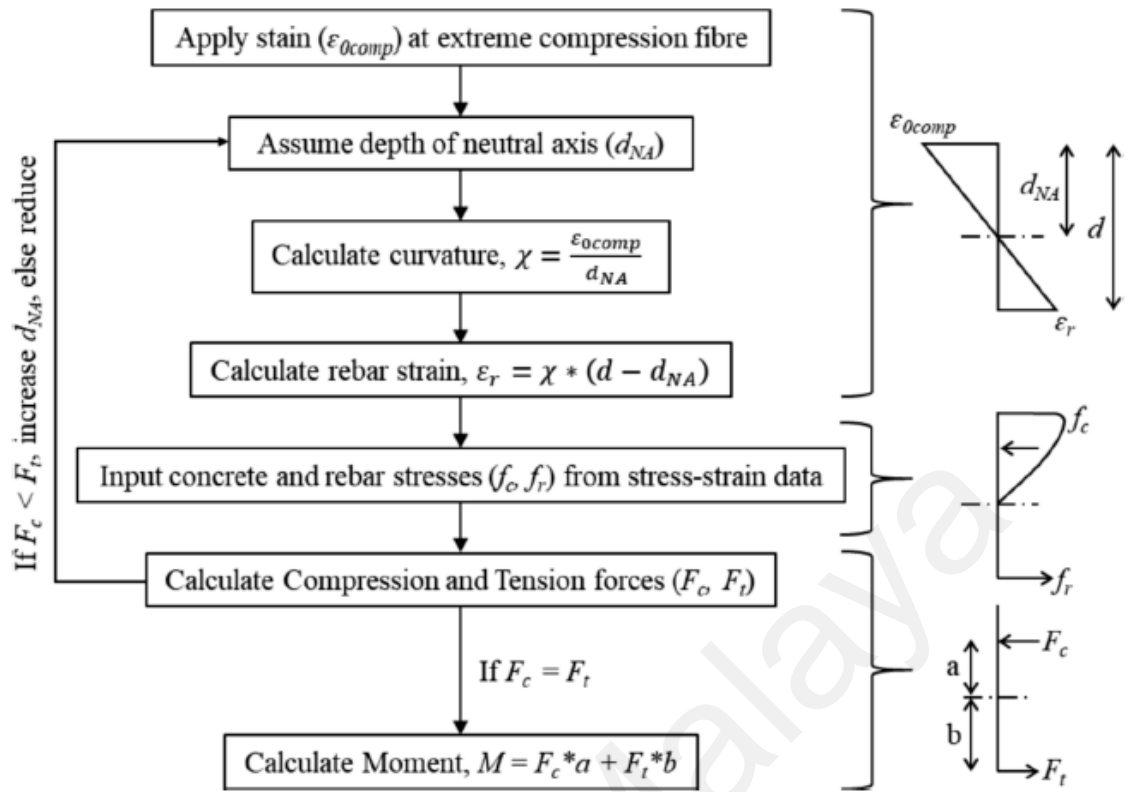 Apply stain (ε0comp) at extreme compression fibre
Assume depth of neutral axis (dNA)
Calculate curvature, χ = ε0comp / dNA
Calculate rebar strain, εr = χ ∗ (d − dNA)
Input concrete and rebar stresses (fc, fr) from stress-strain data
Calculate Compression and Tension forces (Fc, Ft)
If Fc = Ft
Calculate Moment, M = Fc*a + Ft*b
If Fc < Ft, increase dNA, else reduce
ε0comp
dNA
d
εr
fc
fr
Fc
a
b
Ft
Malaya